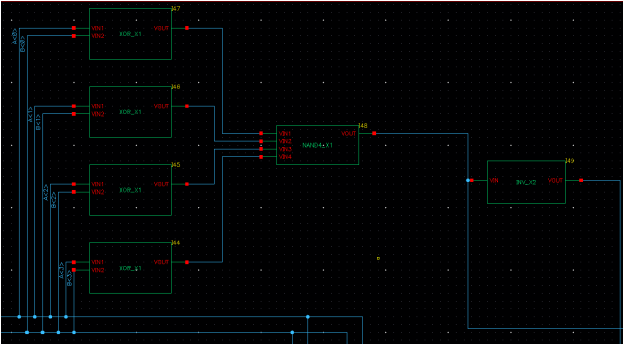 I47
A<0>
B<0>
VIN1
VIN2
XOR_X1
VOUT
I46
A<1>
B<1>
VIN1
VIN2
XOR_X1
VOUT
I48
VIN1
VIN2
VIN3
VIN4
NAND4_X1
VOUT
I45
A<2>
B<2>
VIN1
VIN2
XOR_X1
VOUT
I49
VIN
INV_X2
VOUT
I44
A<3>
B<3>
VIN1
VIN2
XOR_X1
VOUT